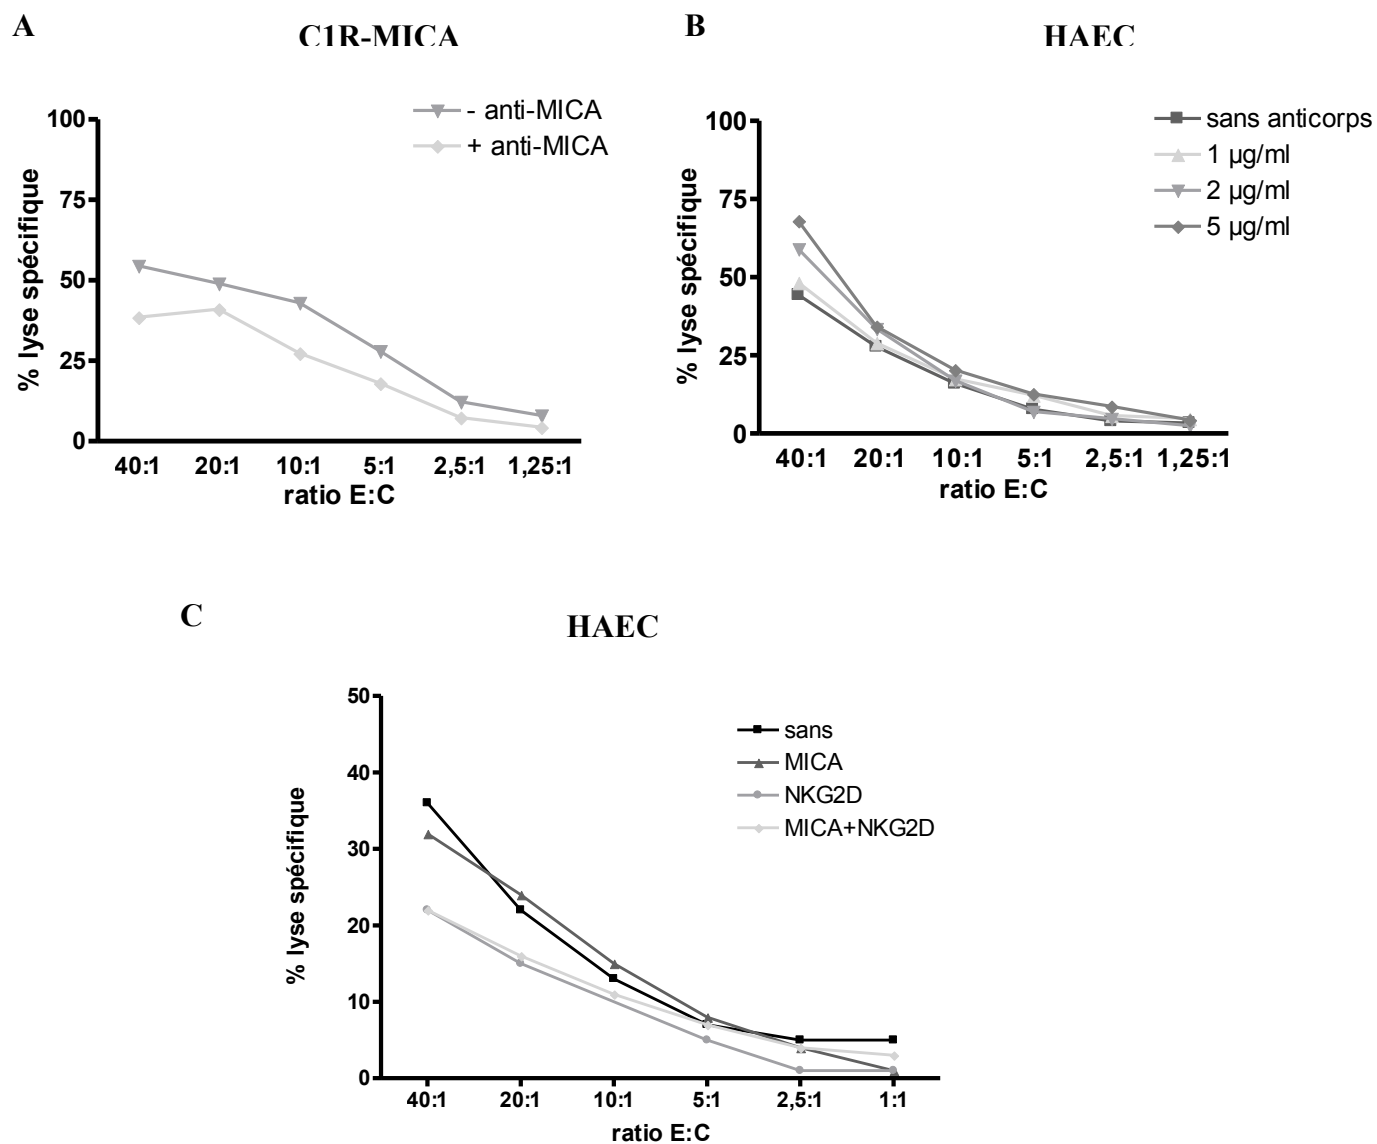 A
C1R-MICA
% lyse spécifique
100
75
50
25
0
- anti-MICA
+ anti-MICA
40:1 20:1 10:1 5:1 2,5:1 1,25:1
ratio E:C
B
HAEC
% lyse spécifique
100
75
50
25
0
sans anticorps
1 µg/ml
2 µg/ml
5 µg/ml
40:1 20:1 10:1 5:1 2,5:1 1,25:1
ratio E:C
C
HAEC
% lyse spécifique
50
40
30
20
10
0
sans
MICA
NKG2D
MICA+NKG2D
40:1 20:1 10:1 5:1 2,5:1 1:1
ratio E:C